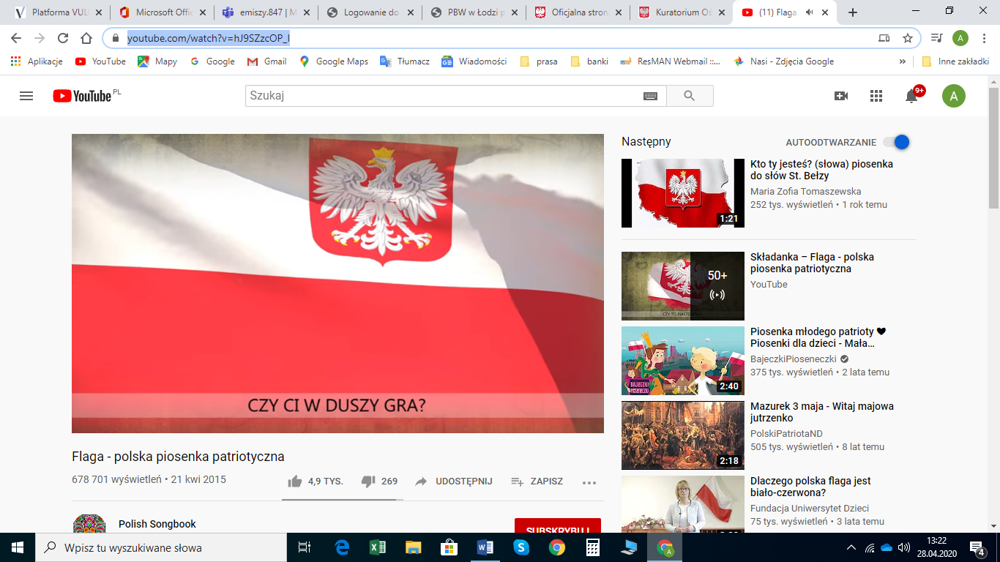 Platforma VUL
Microsoft Offic
emiszy.847 | M
Logowanie do
PBW w Łodzi p
Oficjalna stron
Kuratorium Oś
(11) Flaga
youtube.com/watch?v=hJ9SZzcOP_I
A
Aplikacje
YouTube
Mapy
Google
Gmail
Google Maps
Tłumacz
Wiadomości
prasa
banki
ResMAN Webmail ::...
Nasi - Zdjęcia Google
»
Inne zakładki
YouTube PL
Szukaj
9+
A
CZY CI W DUSZY GRA?
Flaga - polska piosenka patriotyczna
678 701 wyświetleń • 21 kwi 2015
4,9 TYS.
269
UDOSTĘPNIJ
ZAPISZ
Polish Songbook
SUBSKRYBUJ
Następny
AUTOODTWARZANIE
1:21
Kto ty jesteś? (słowa) piosenka
do słów St. Bełzy
Maria Zofia Tomaszewska
252 tys. wyświetleń • 1 rok temu
50+
CZY TO PIASTOWSKI
Składanka – Flaga - polska
piosenka patriotyczna
YouTube
BAJECZKI
PIOSENECZKI
2:40
Piosenka młodego patrioty ♥
Piosenki dla dzieci - Mała...
BajeczkiPioseneczki
375 tys. wyświetleń • 2 lata temu
2:18
Mazurek 3 maja - Witaj majowa
jutrzenko
PolskiPatriotaND
505 tys. wyświetleń • 8 lat temu
Dlaczego polska flaga jest
biało-czerwona?
Fundacja Uniwersytet Dzieci
75 tys. wyświetleń • 3 lata temu
Wpisz tu wyszukiwane słowa
13:22
28.04.2020
4